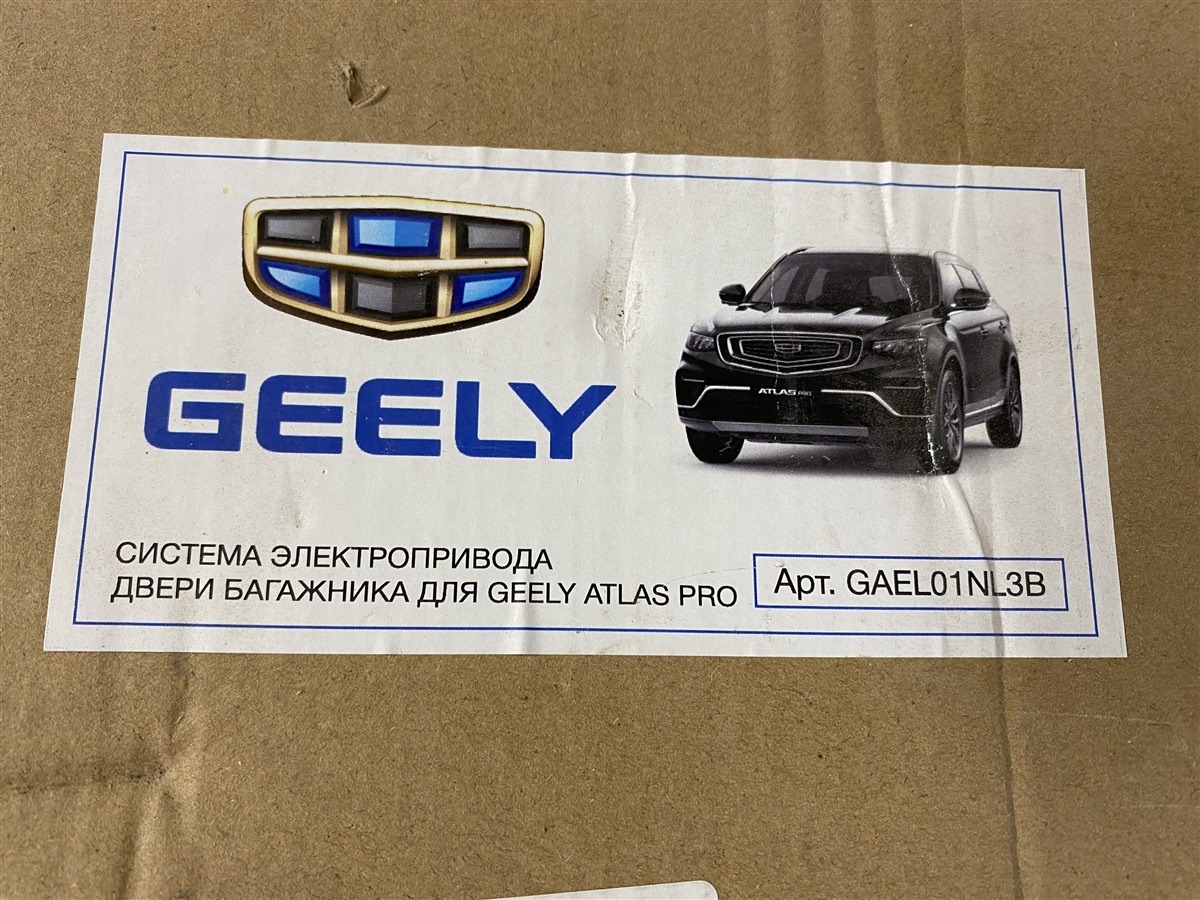 GEELY
ATLAS PRO
СИСТЕМА ЭЛЕКТРОПРИВОДА
ДВЕРИ БАГАЖНИКА ДЛЯ GEELY ATLAS PRO
Арт. GAEL01NL3B